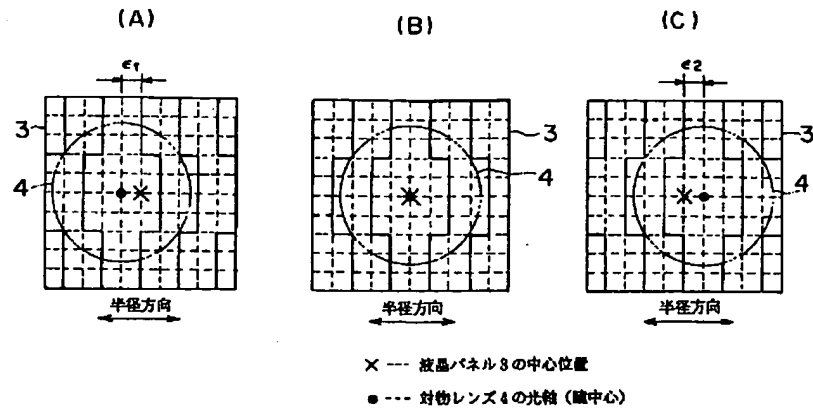 (A)
(B)
(C)
ε1
ε2
3
4
3
4
3
4
半径方向
半径方向
半径方向
× --- 液晶パネル3の中心位置
● --- 対物レンズ4の光軸(瞳中心)